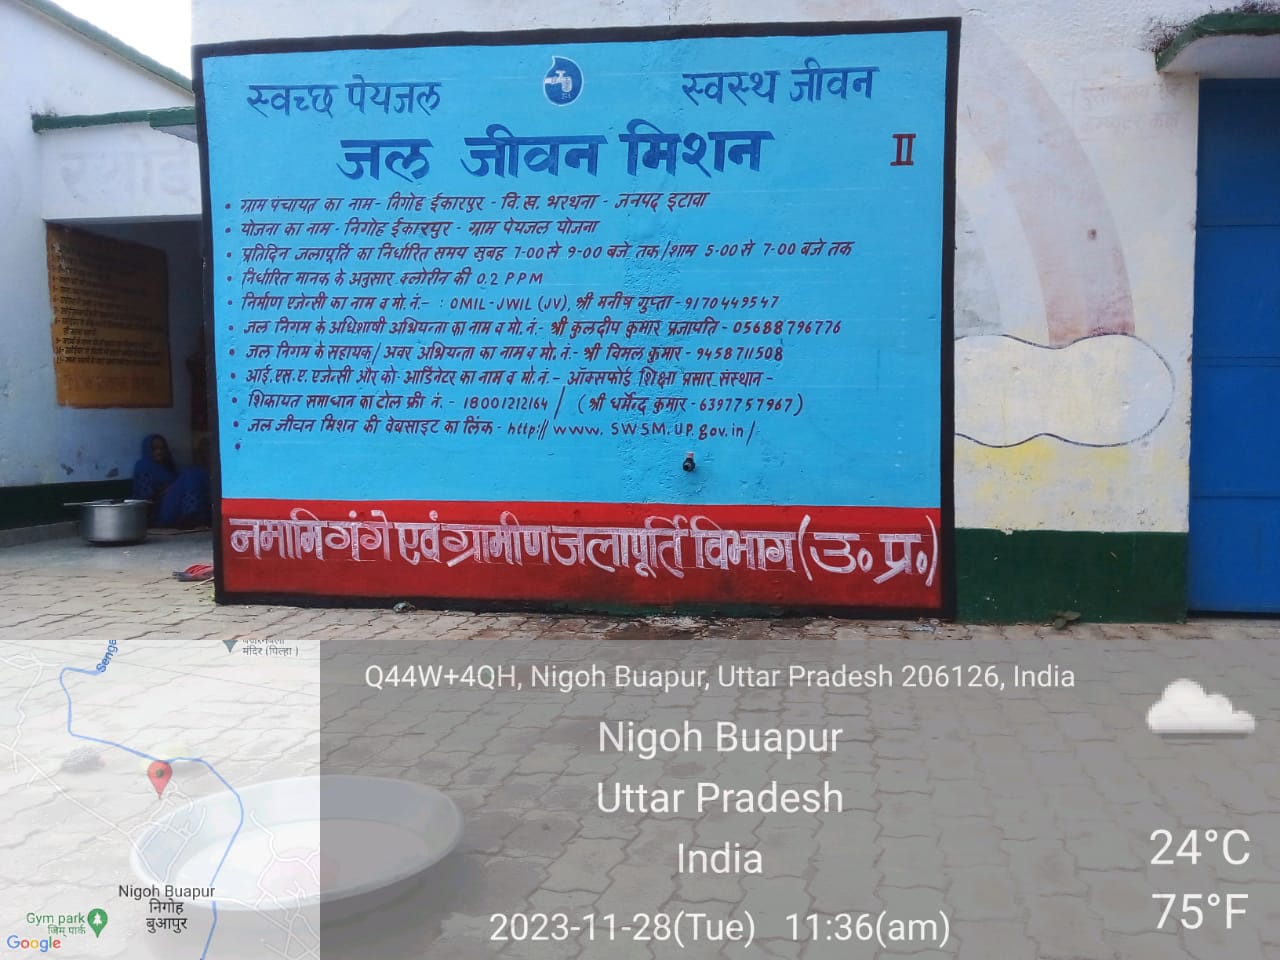 स्वच्छ पेयजल
स्वस्थ जीवन
जल जीवन मिशन
II
• ग्राम पंचायत का नाम- निगोह ईकारपुर - वि.ख. भरथना - जनपद इटावा
• योजना का नाम - निगोह ईकारपुर - ग्राम पेयजल योजना
• प्रतिदिन जलापूर्ति का निर्धारित समय सुबह 7-00 से 9-00 बजे तक/शाम 5-00 से 7-00 बजे तक
• निर्धारित मानक के अनुसार क्लोरीन की 0.2 PPM
• निर्माण एजेन्सी का नाम व मो. नं.- : OMIL-JWIL (JV), श्री मनीष गुप्ता - 9170449547
• जल निगम के अधिशाषी अभियन्ता का नाम व मो. नं.- श्री कुलदीप कुमार प्रजापति - 05688796776
• जल निगम के सहायक/ अवर अभियन्ता का नाम व मो. नं.- श्री विमल कुमार - 9458711508
• आई.एस.ए. एजेन्सी और को-आर्डिनेटर का नाम व मो. नं.- ऑक्सफोर्ड शिक्षा प्रसार संस्थान -
• शिकायत समाधान का टोल फ्री नं. - 18001212164 / (श्री धर्मेन्द्र कुमार - 6397757967)
• जल जीवन मिशन की वेबसाइट का लिंक - http:// www. SWSM.UP.gov.in/
नमामि गंगे एवं ग्रामीण जलापूर्ति विभाग (उ० प्र०)
मंदिर (पिल्हा )
Senga
Q44W+4QH, Nigoh Buapur, Uttar Pradesh 206126, India
Nigoh Buapur
Uttar Pradesh
India
2023-11-28(Tue) 11:36(am)
24°C
75°F
Nigoh Buapur
निगोह
बुआपुर
Gym park
जिम पार्क
Google